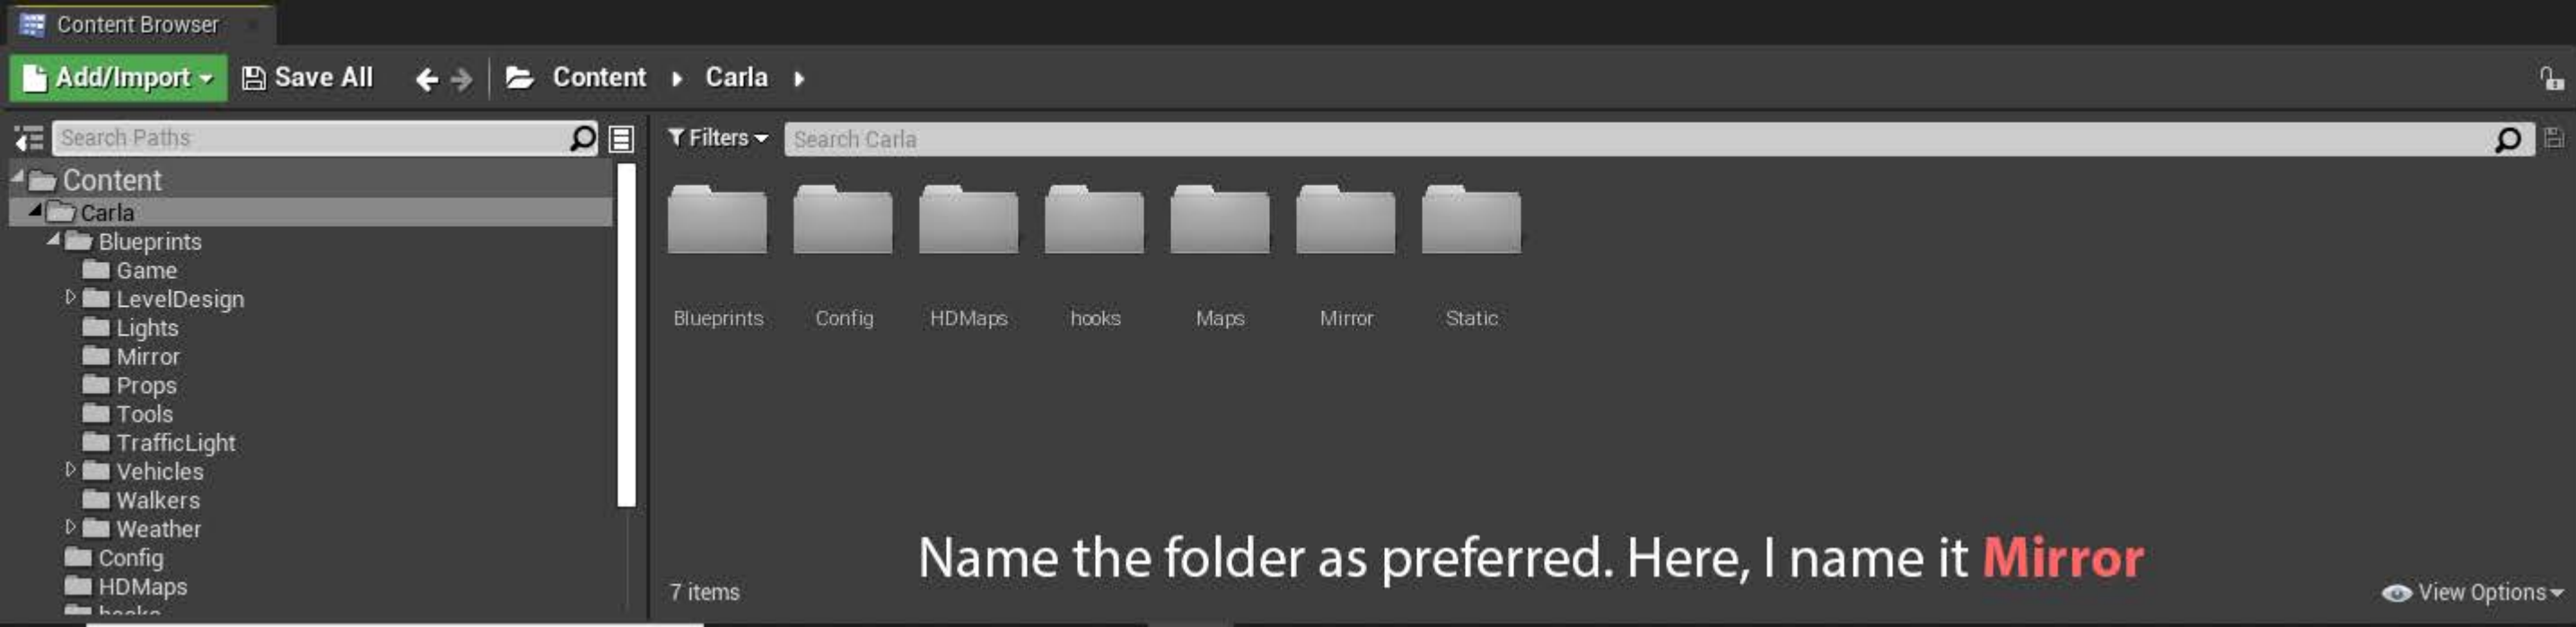 Content Browser
Add/Import Save All Content Carla
Search Paths
Filters Search Carla
Content
Carla
Blueprints
Game
LevelDesign
Lights
Mirror
Props
Tools
TrafficLight
Vehicles
Walkers
Weather
Config
HDMaps
hooks
Blueprints Config HDMaps hooks Maps Mirror Static
Name the folder as preferred. Here, I name it Mirror
7 items View Options